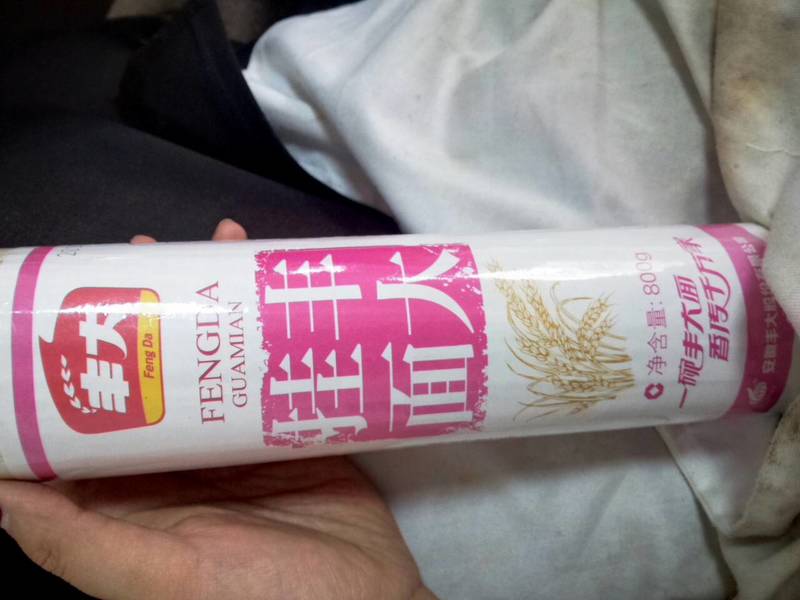 丰大
Feng Da
FENGDA
GUAMIAN
丰大
挂面
净含量: 800g
一碗丰大面
香传千万家